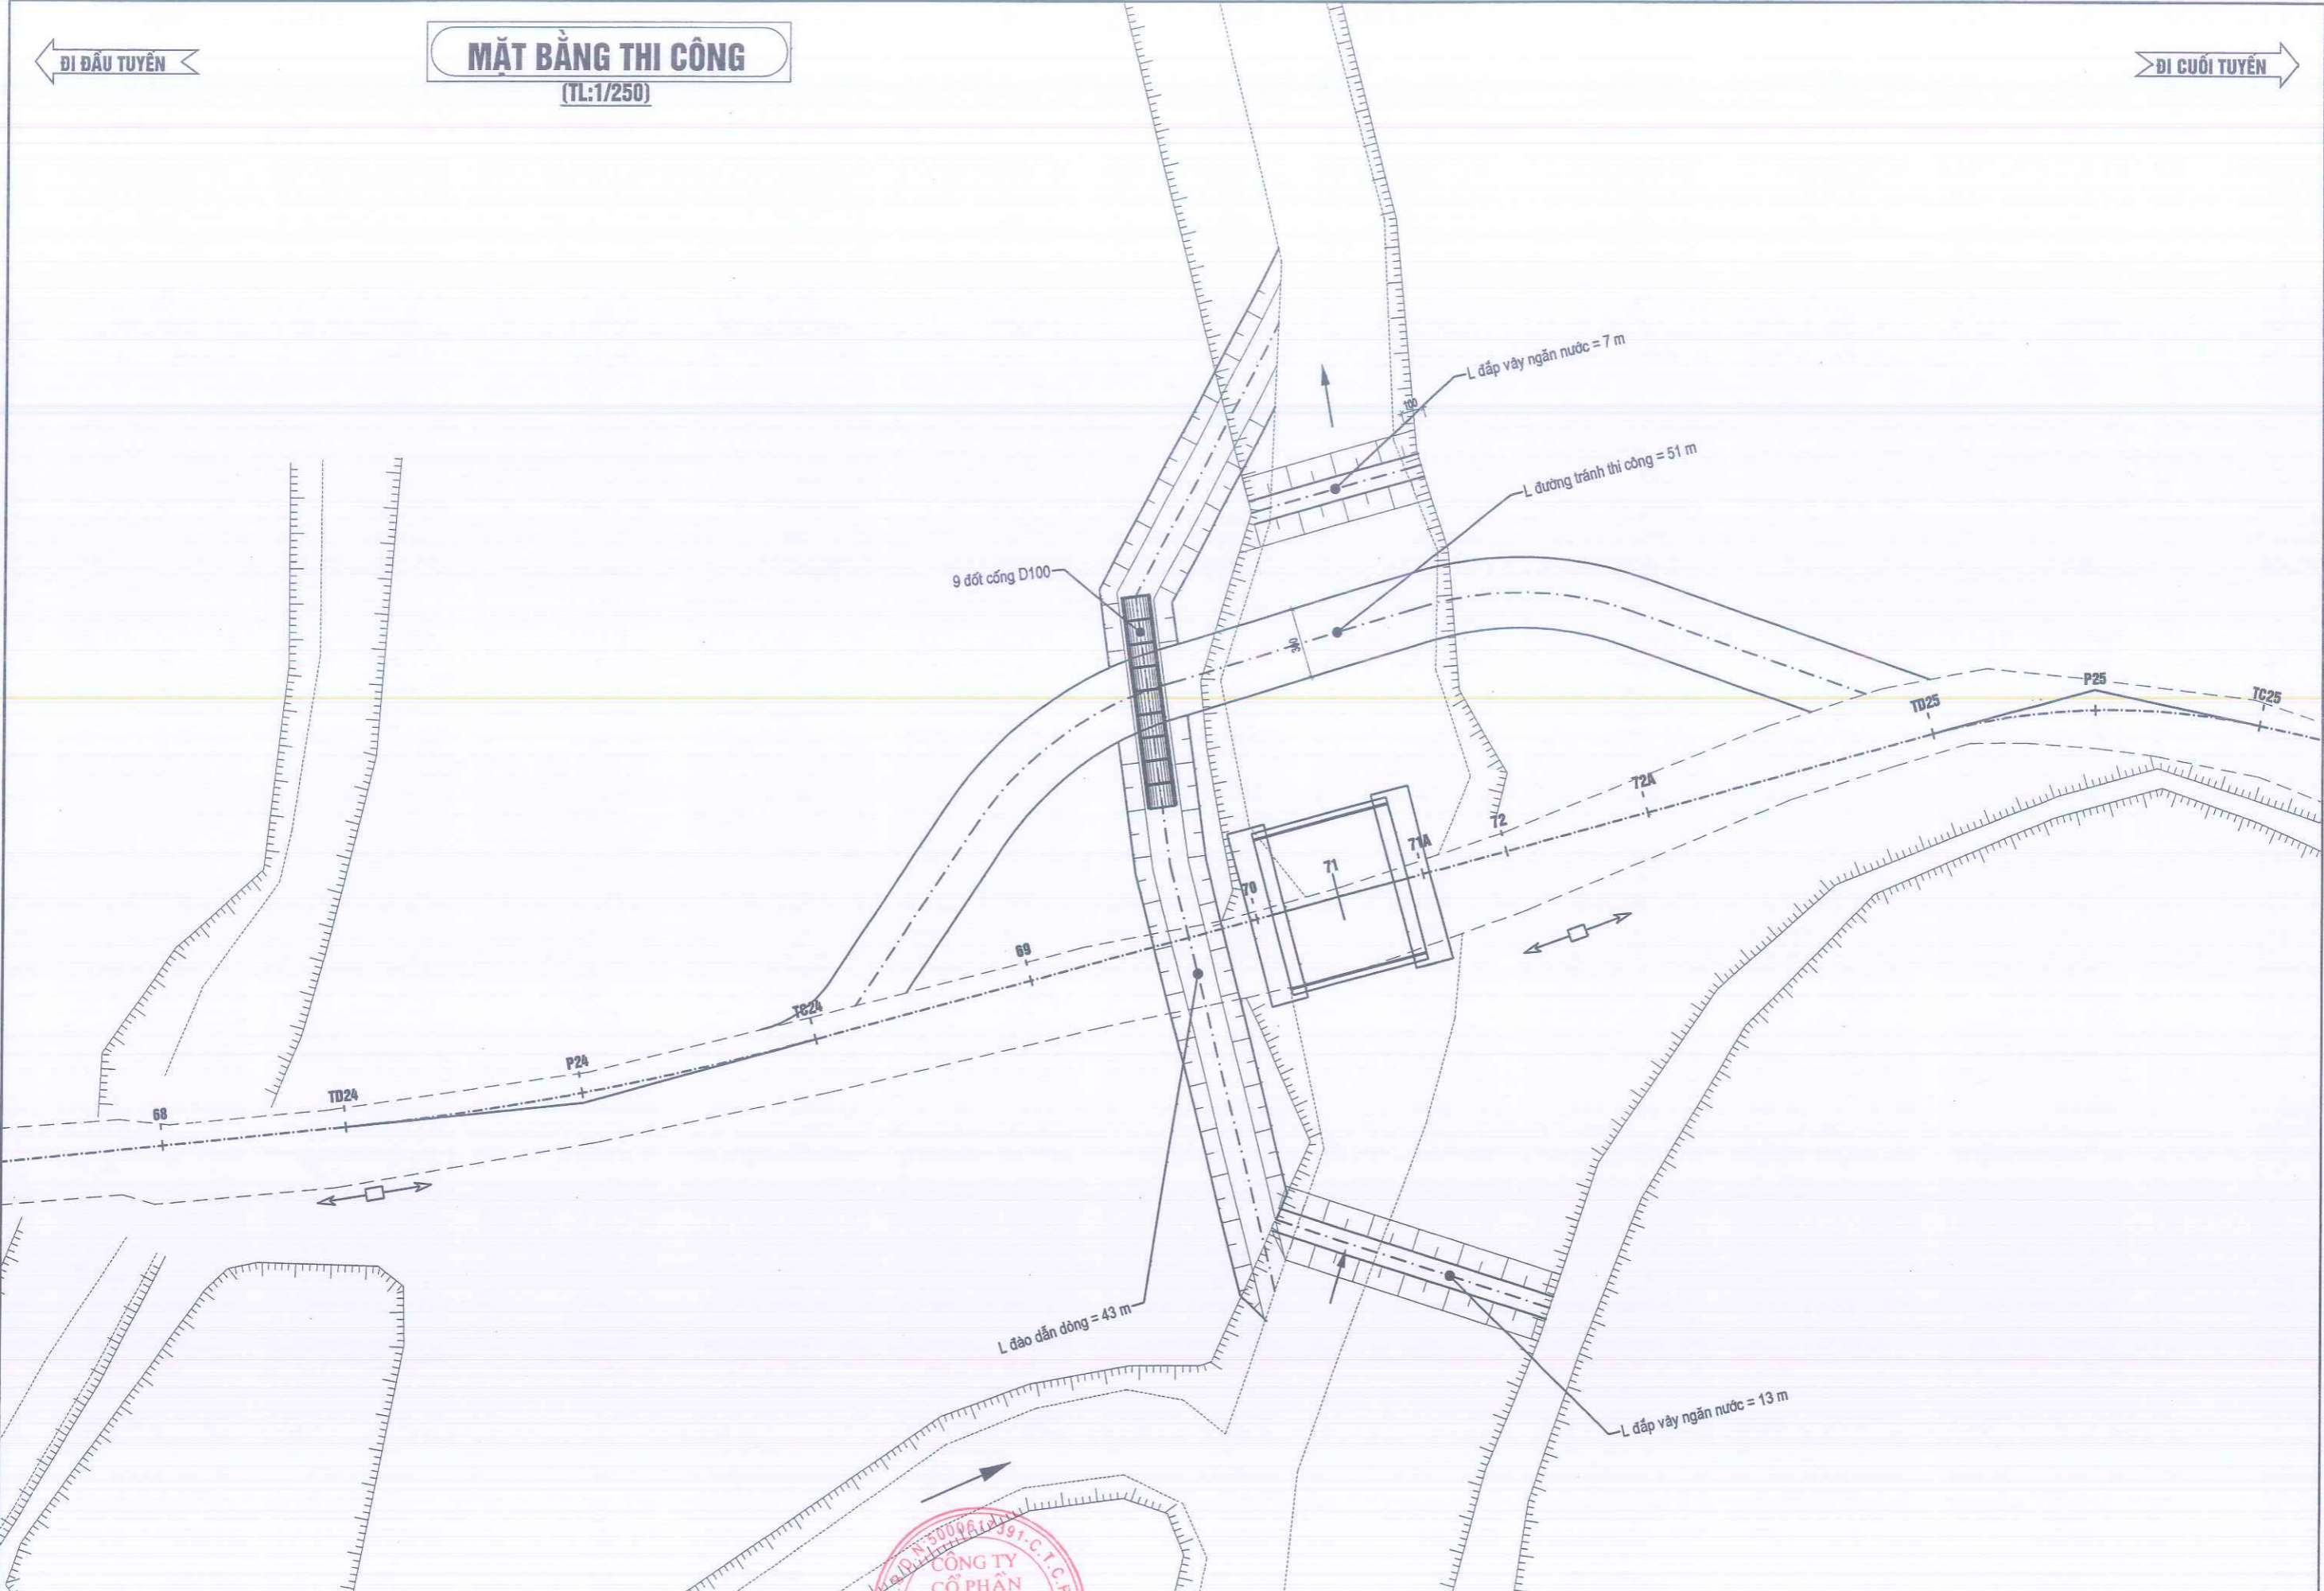 ĐI ĐẦU TUYẾN
MẶT BẰNG THI CÔNG
(TL:1/250)
ĐI CUỐI TUYẾN
L đắp vây ngăn nước = 7 m
100
L đường tránh thi công = 51 m
9 đốt cống D100
TD25
P25
TC25
72A
72
71A
71
70
69
TC24
P24
TD24
68
L đào dẫn dòng = 43 m
L đắp vây ngăn nước = 13 m
CÔNG TY
CỔ PHẦN